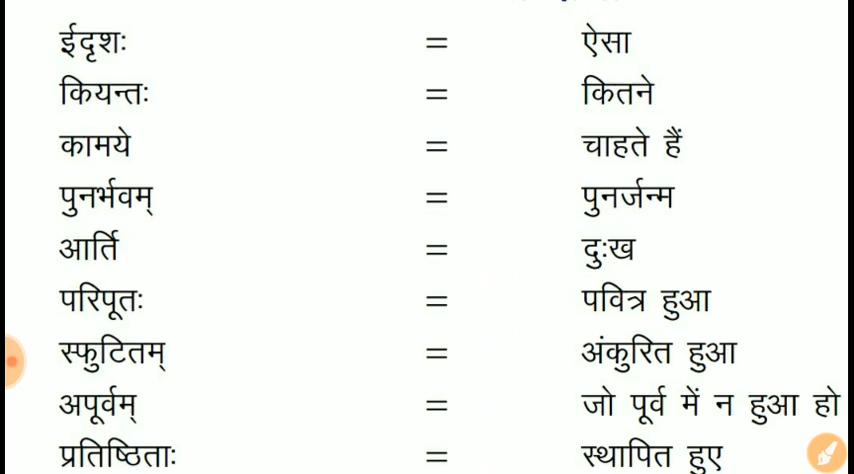 ईदृशः = ऐसा
कियन्तः = कितने
कामये = चाहते हैं
पुनर्भवम् = पुनर्जन्म
आर्ति = दुःख
परिपूतः = पवित्र हुआ
स्फुटितम् = अंकुरित हुआ
अपूर्वम् = जो पूर्व में न हुआ हो
प्रतिष्ठिताः = स्थापित हुए